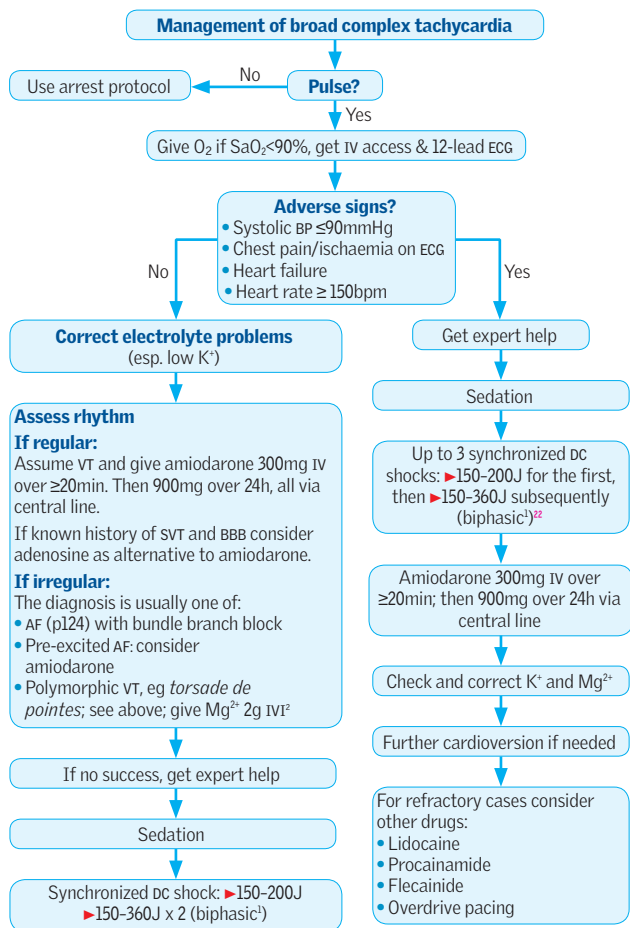 Management of broad complex tachycardia
No
Use arrest protocol
Pulse?
Yes
Give O₂ if SaO₂<90%, get IV access & 12-lead ECG
Adverse signs?
• Systolic BP ≤90mmHg
• Chest pain/ischaemia on ECG
• Heart failure
• Heart rate ≥ 150bpm
No
Yes
Correct electrolyte problems
(esp. low K⁺)
Assess rhythm
If regular:
Assume VT and give amiodarone 300mg IV
over ≥20min. Then 900mg over 24h, all via
central line.
If known history of SVT and BBB consider
adenosine as alternative to amiodarone.
If irregular:
The diagnosis is usually one of:
• AF (p124) with bundle branch block
• Pre-excited AF: consider
amiodarone
• Polymorphic VT, eg torsade de
pointes; see above; give Mg²⁺ 2g IVI²
If no success, get expert help
Sedation
Synchronized DC shock: ►150–200J
►150–360J x 2 (biphasic¹)
Get expert help
Sedation
Up to 3 synchronized DC
shocks: ►150–200J for the first,
then ►150–360J subsequently
(biphasic¹)²²
Amiodarone 300mg IV over
≥20min; then 900mg over 24h via
central line
Check and correct K⁺ and Mg²⁺
Further cardioversion if needed
For refractory cases consider
other drugs:
• Lidocaine
• Procainamide
• Flecainide
• Overdrive pacing